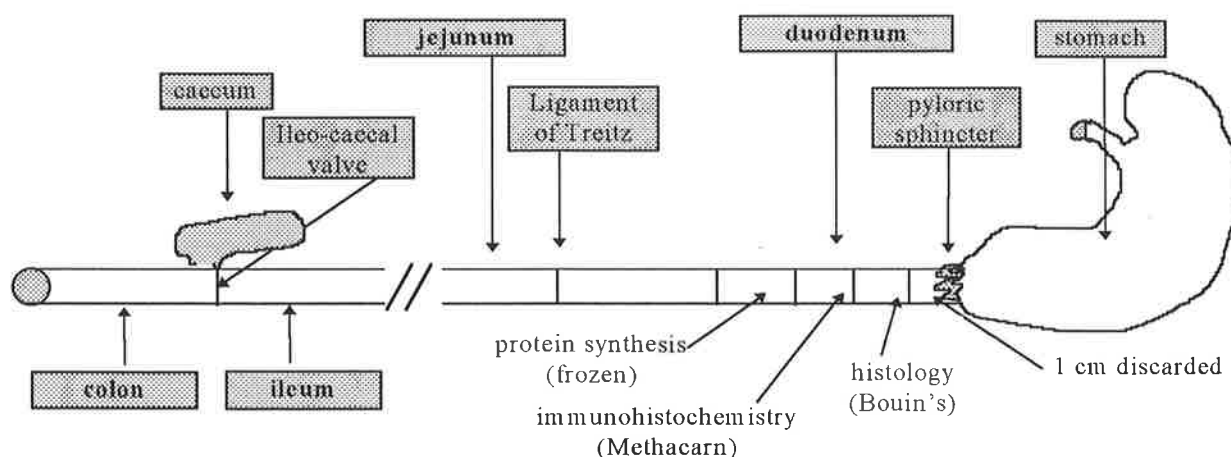 jejunum
duodenum
stomach
caecum
Ligament
of Treitz
pyloric
sphincter
Ileo-caecal
valve
protein synthesis
(frozen)
histology
(Bouin's)
1 cm discarded
colon
ileum
immunohistochemistry
(Methacarn)